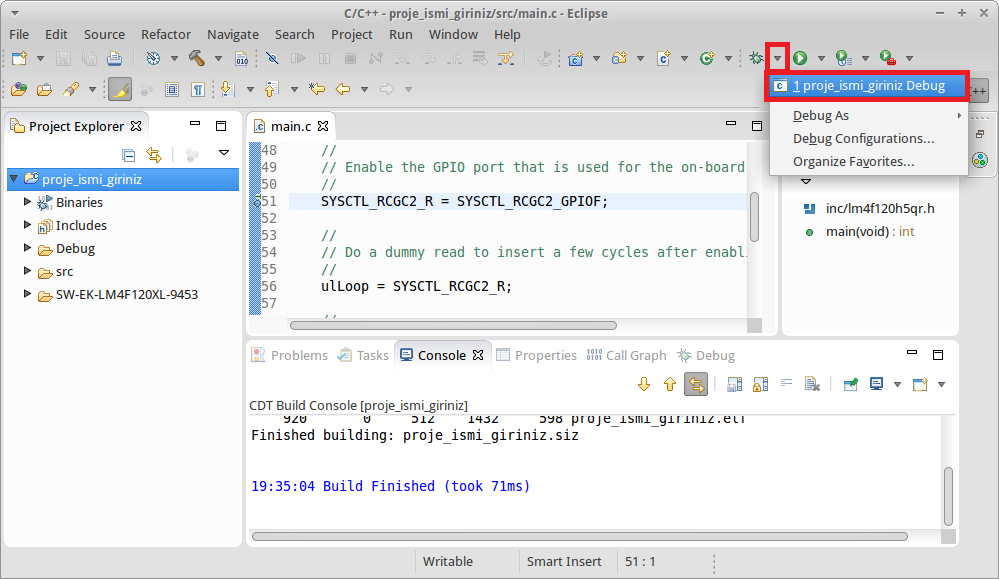 C/C++ - proje_ismi_giriniz/src/main.c - Eclipse
File Edit Source Refactor Navigate Search Project Run Window Help
010
1 proje_ismi_giriniz Debug
C++
Debug As
Debug Configurations...
Organize Favorites...
Project Explorer
proje_ismi_giriniz
Binaries
Includes
Debug
src
SW-EK-LM4F120XL-9453
main.c
48 //
49 // Enable the GPIO port that is used for the on-board
50 //
51 SYSCTL_RCGC2_R = SYSCTL_RCGC2_GPIOF;
52
53 //
54 // Do a dummy read to insert a few cycles after enabli
55 //
56 ulLoop = SYSCTL_RCGC2_R;
57
inc/lm4f120h5qr.h
main(void) : int
Problems Tasks Console Properties Call Graph Debug
CDT Build Console [proje_ismi_giriniz]
920 0 512 1432 598 proje_ismi_giriniz.elf
Finished building: proje_ismi_giriniz.siz
19:35:04 Build Finished (took 71ms)
Writable Smart Insert 51 : 1